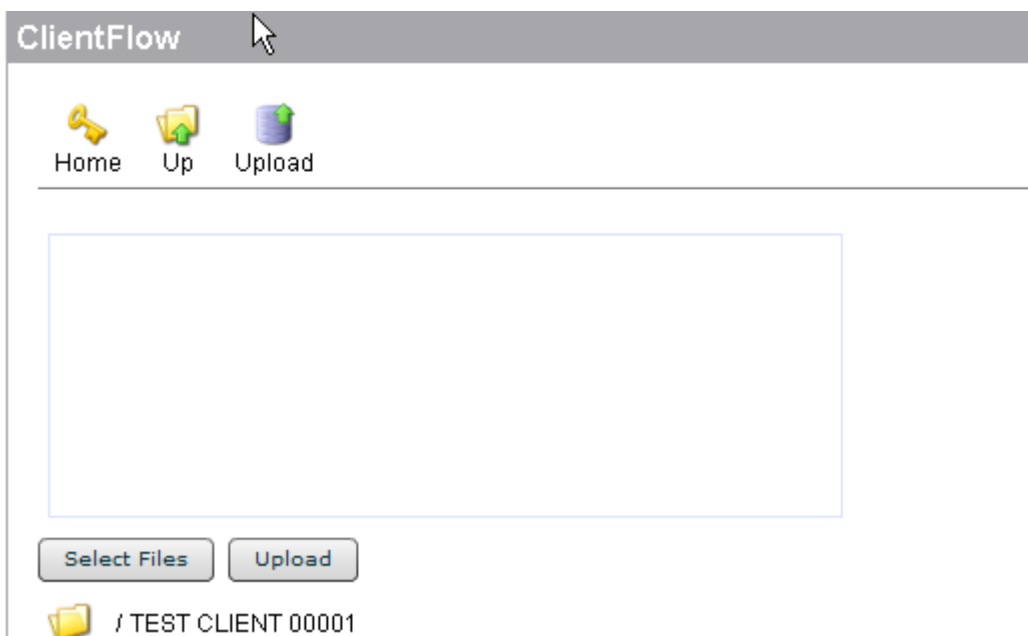 ClientFlow
Home Up Upload
Select Files Upload
/ TEST CLIENT 00001